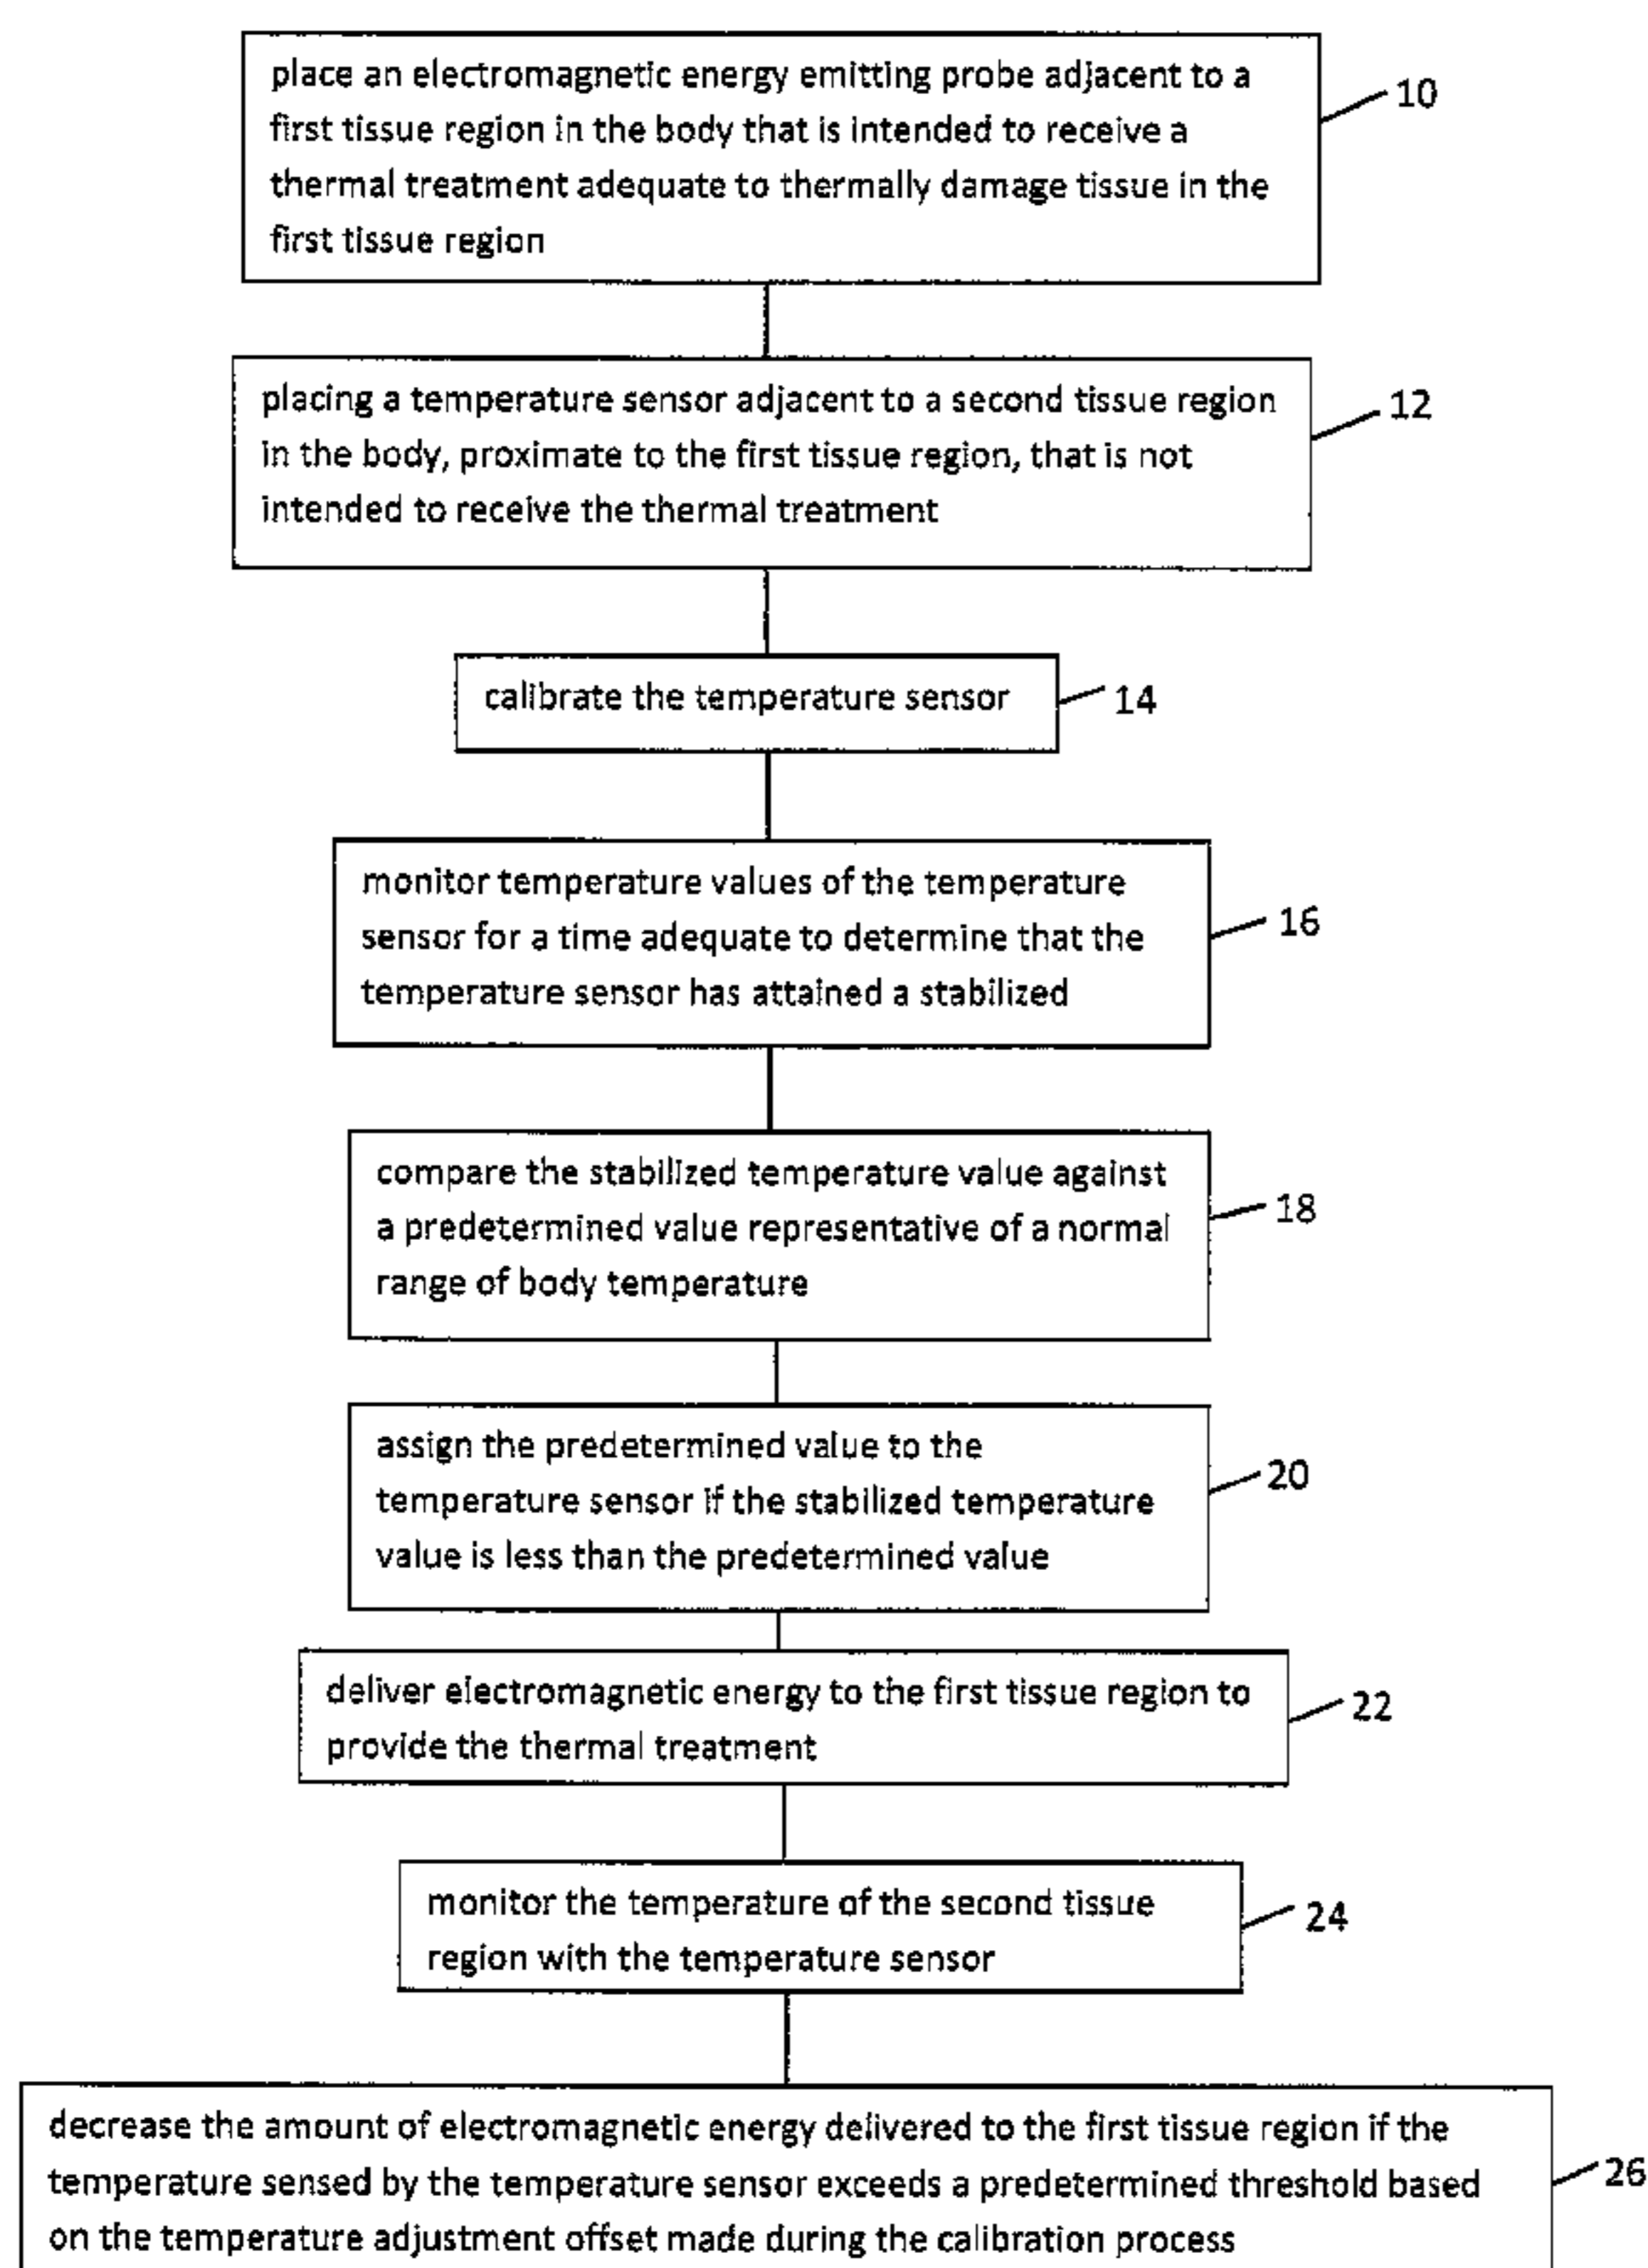 place an electromagnetic energy emitting probe adjacent to a
first tissue region in the body that is intended to receive a
thermal treatment adequate to thermally damage tissue in the
first tissue region
10
placing a temperature sensor adjacent to a second tissue region
in the body, proximate to the first tissue region, that is not
intended to receive the thermal treatment
12
calibrate the temperature sensor
14
monitor temperature values of the temperature
sensor for a time adequate to determine that the
temperature sensor has attained a stabilized
16
compare the stabilized temperature value against
a predetermined value representative of a normal
range of body temperature
18
assign the predetermined value to the
temperature sensor if the stabilized temperature
value is less than the predetermined value
20
deliver electromagnetic energy to the first tissue region to
provide the thermal treatment
22
monitor the temperature of the second tissue
region with the temperature sensor
24
decrease the amount of electromagnetic energy delivered to the first tissue region if the
temperature sensed by the temperature sensor exceeds a predetermined threshold based
on the temperature adjustment offset made during the calibration process
26